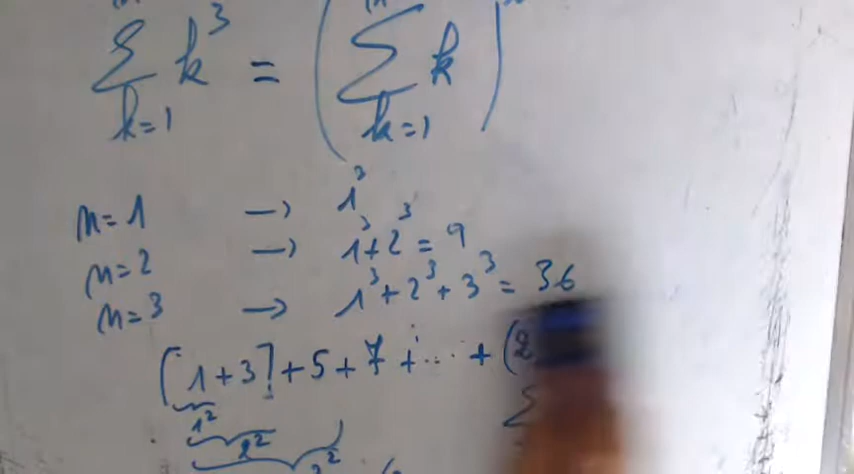 ∑ k³ = ( ∑ k )
k=1 k=1
n=1 → 1³
n=2 → 1³+2³ = 9
n=3 → 1³+2³+3³ = 36
[1+3]+5+7+...+(2
1²
2²
3²